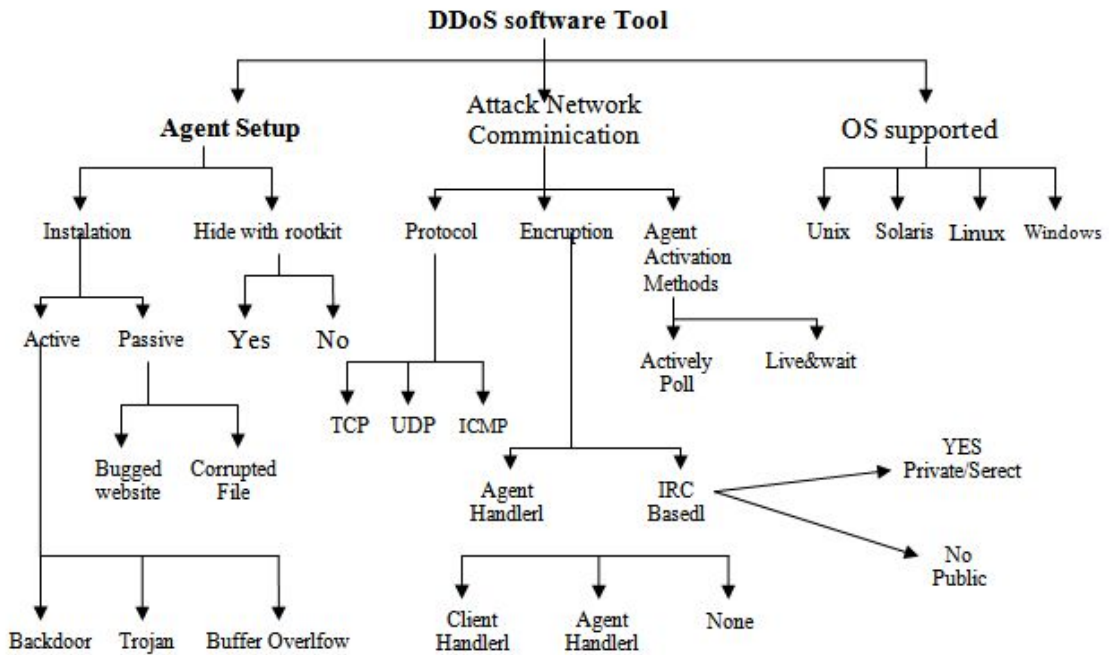 DDoS software Tool
Attack Network
Comminication
Agent Setup
OS supported
Instalation
Hide with rootkit
Protocol
Encryption
Agent
Activation
Methods
Unix
Solaris
Linux
Windows
Active
Passive
Yes
No
Actively
Poll
Live&wait
TCP
UDP
ICMP
Bugged
website
Corrupted
File
Agent
Handlerl
IRC
Basedl
YES
Private/Serect
No
Public
Backdoor
Trojan
Buffer Overlfow
Client
Handlerl
Agent
Handlerl
None